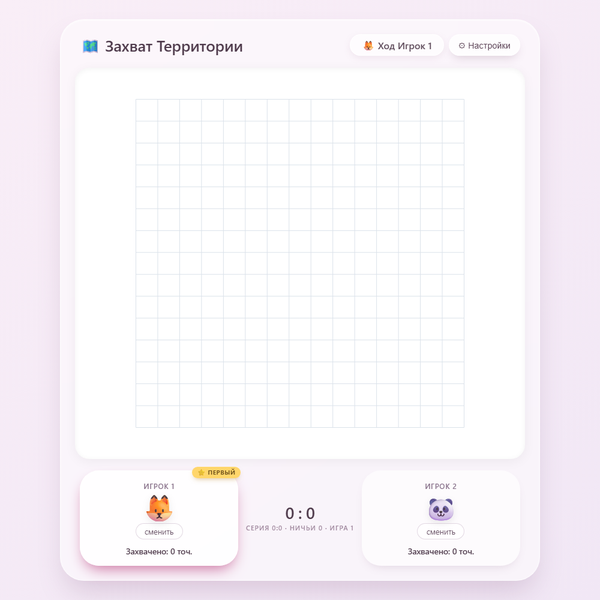 Захват Территории
Ход Игрок 1
Настройки
ПЕРВЫЙ
ИГРОК 1
сменить
Захвачено: 0 точ.
0 : 0
СЕРИЯ 0:0 · НИЧЬИ 0 · ИГРА 1
ИГРОК 2
сменить
Захвачено: 0 точ.